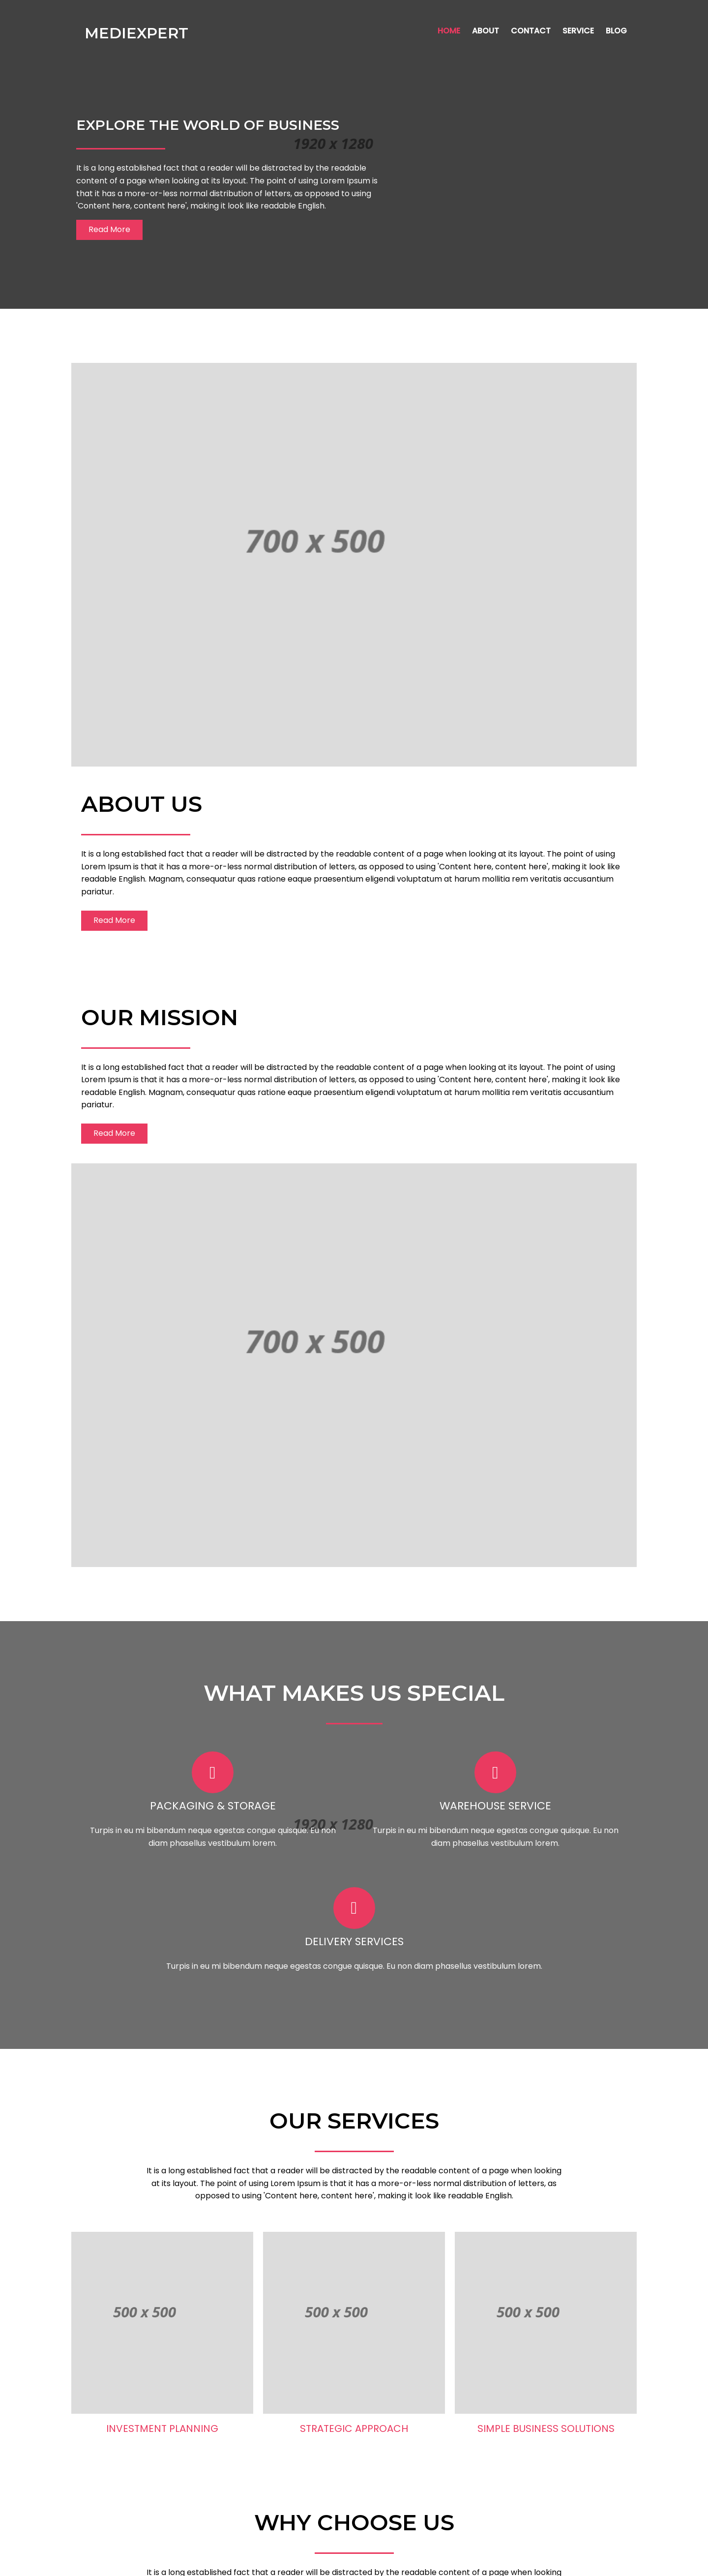 MEDIEXPERT
HOME ABOUT CONTACT SERVICE BLOG
EXPLORE THE WORLD OF BUSINESS
1920 x 1280
It is a long established fact that a reader will be distracted by the readable
content of a page when looking at its layout. The point of using Lorem Ipsum is
that it has a more-or-less normal distribution of letters, as opposed to using
'Content here, content here', making it look like readable English.
Read More
700 x 500
ABOUT US
It is a long established fact that a reader will be distracted by the readable content of a page when looking at its layout. The point of using
Lorem Ipsum is that it has a more-or-less normal distribution of letters, as opposed to using 'Content here, content here', making it look like
readable English. Magnam, consequatur quas ratione eaque praesentium eligendi voluptatum at harum mollitia rem veritatis accusantium
pariatur.
Read More
OUR MISSION
It is a long established fact that a reader will be distracted by the readable content of a page when looking at its layout. The point of using
Lorem Ipsum is that it has a more-or-less normal distribution of letters, as opposed to using 'Content here, content here', making it look like
readable English. Magnam, consequatur quas ratione eaque praesentium eligendi voluptatum at harum mollitia rem veritatis accusantium
pariatur.
Read More
700 x 500
WHAT MAKES US SPECIAL
PACKAGING & STORAGE
Turpis in eu mi bibendum neque egestas congue quisque. Eu non
diam phasellus vestibulum lorem.
WAREHOUSE SERVICE
Turpis in eu mi bibendum neque egestas congue quisque. Eu non
diam phasellus vestibulum lorem.
1920 x 1280
DELIVERY SERVICES
Turpis in eu mi bibendum neque egestas congue quisque. Eu non diam phasellus vestibulum lorem.
OUR SERVICES
It is a long established fact that a reader will be distracted by the readable content of a page when looking
at its layout. The point of using Lorem Ipsum is that it has a more-or-less normal distribution of letters, as
opposed to using 'Content here, content here', making it look like readable English.
500 x 500
500 x 500
500 x 500
INVESTMENT PLANNING
STRATEGIC APPROACH
SIMPLE BUSINESS SOLUTIONS
WHY CHOOSE US
It is a long established fact that a reader will be distracted by the readable content of a page when looking